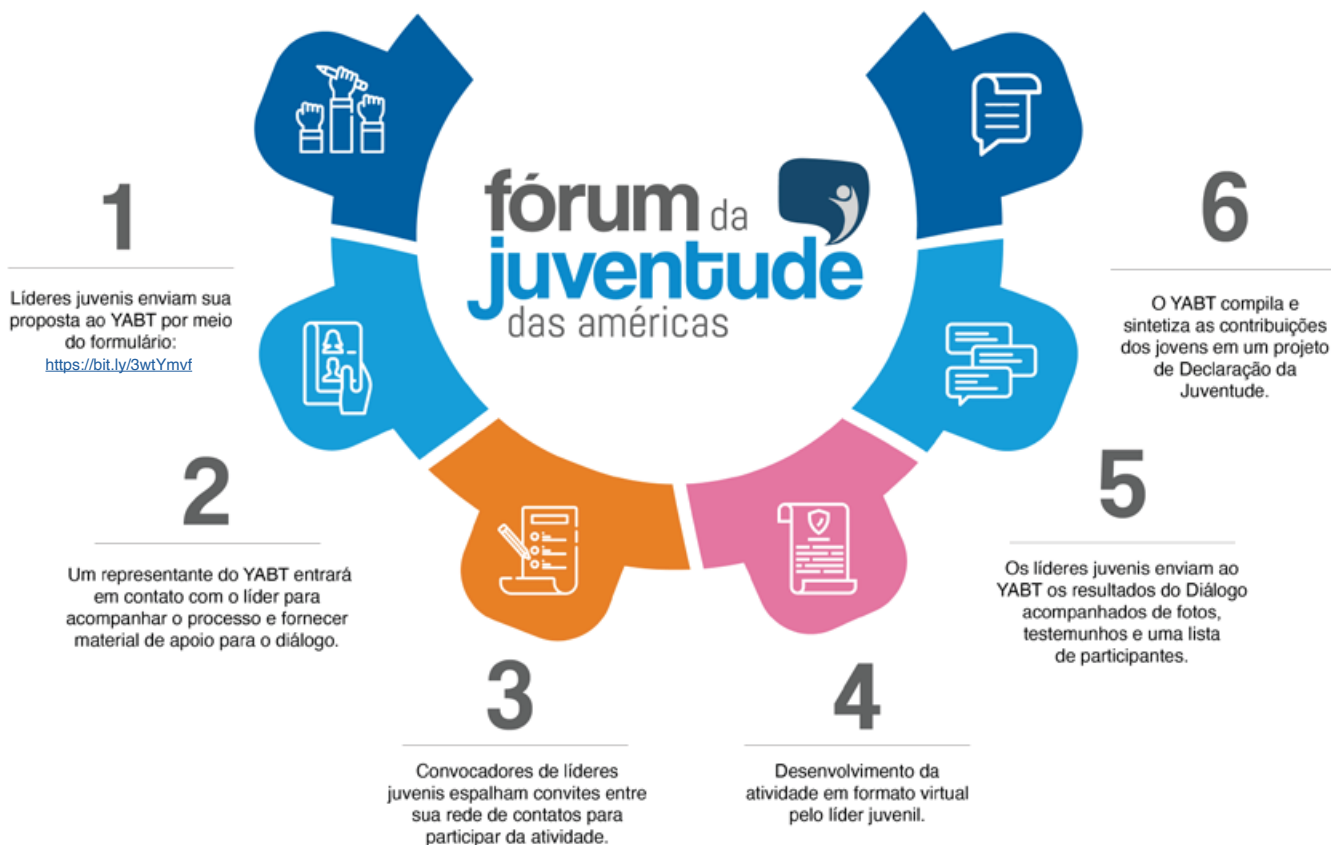 fórum da
juventude
das américas
1
Líderes juvenis enviam sua
proposta ao YABT por meio
do formulário:
https://bit.ly/3wtYmvf
2
Um representante do YABT entrará
em contato com o líder para
acompanhar o processo e fornecer
material de apoio para o diálogo.
3
Convocadores de líderes
juvenis espalham convites entre
sua rede de contatos para
participar da atividade.
4
Desenvolvimento da
atividade em formato virtual
pelo líder juvenil.
5
Os líderes juvenis enviam ao
YABT os resultados do Diálogo
acompanhados de fotos,
testemunhos e uma lista
de participantes.
6
O YABT compila e
sintetiza as contribuições
dos jovens em um projeto
de Declaração da
Juventude.